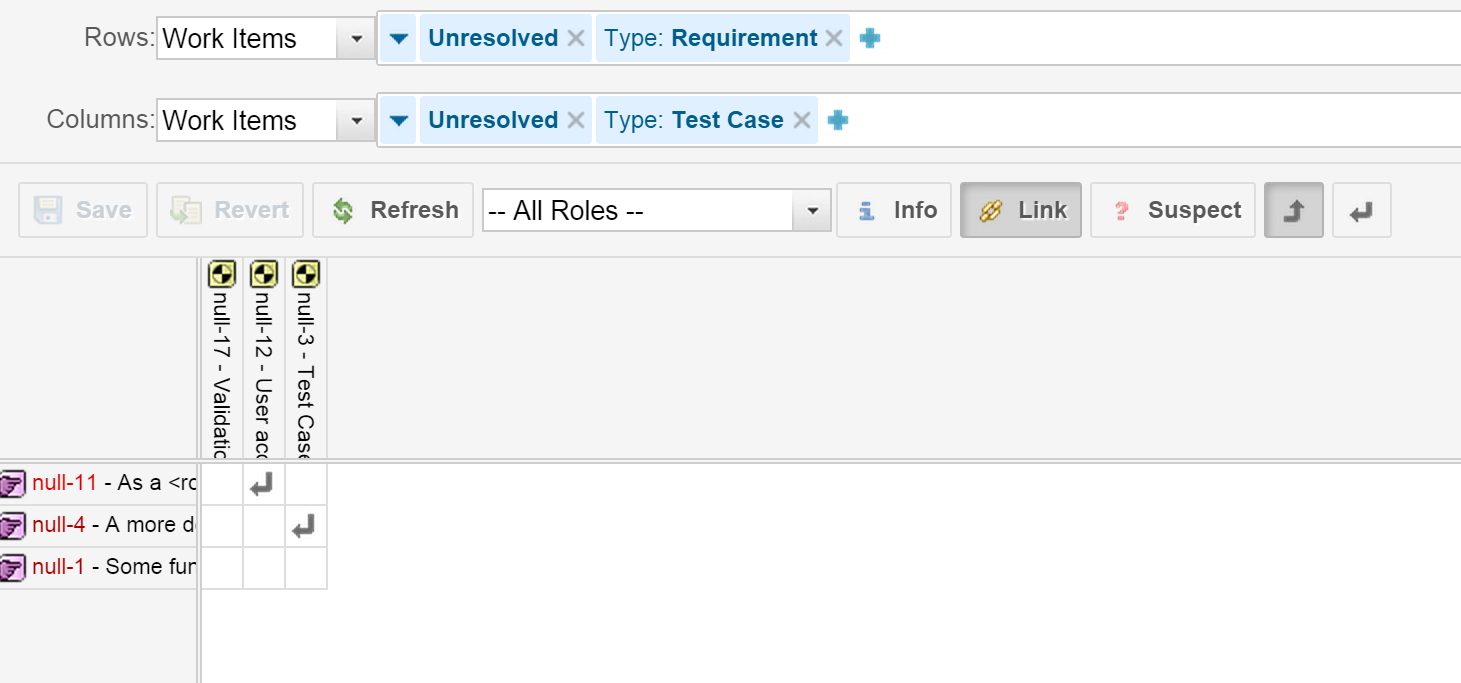 Rows: Work Items Unresolved Type: Requirement
Columns: Work Items Unresolved Type: Test Case
Save Revert Refresh -- All Roles -- Info Link Suspect
null-17 - Validatic
null-12 - User acc
null-3 - Test Case
null-11 - As a <ro
null-4 - A more d
null-1 - Some fun